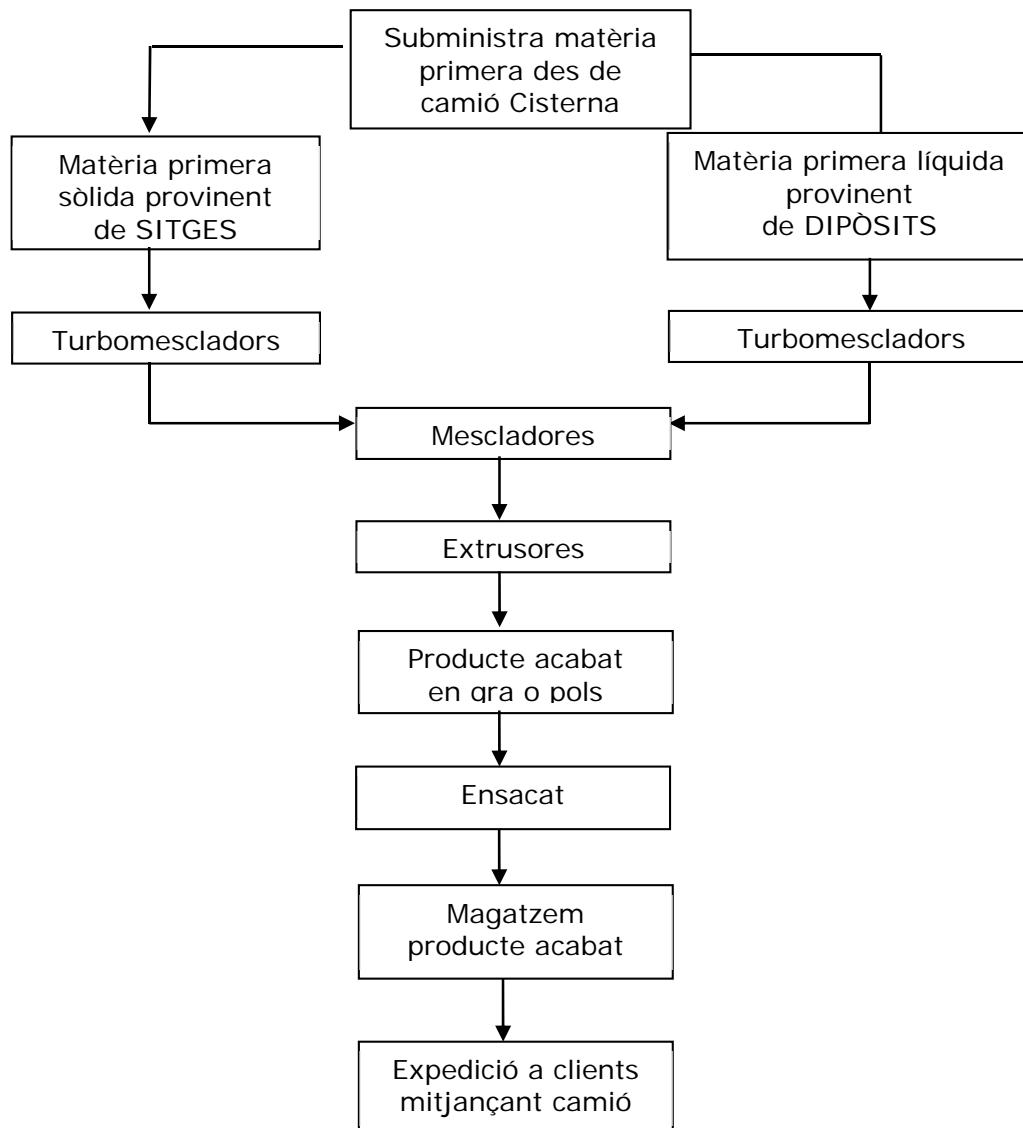 Subministra matèria
primera des de
camió Cisterna
Matèria primera
sòlida provinent
de SITGES
Matèria primera líquida
provinent
de DIPÒSITS
Turbomescladors
Turbomescladors
Mescladores
Extrusores
Producte acabat
en gra o pols
Ensacat
Magatzem
producte acabat
Expedició a clients
mitjançant camió